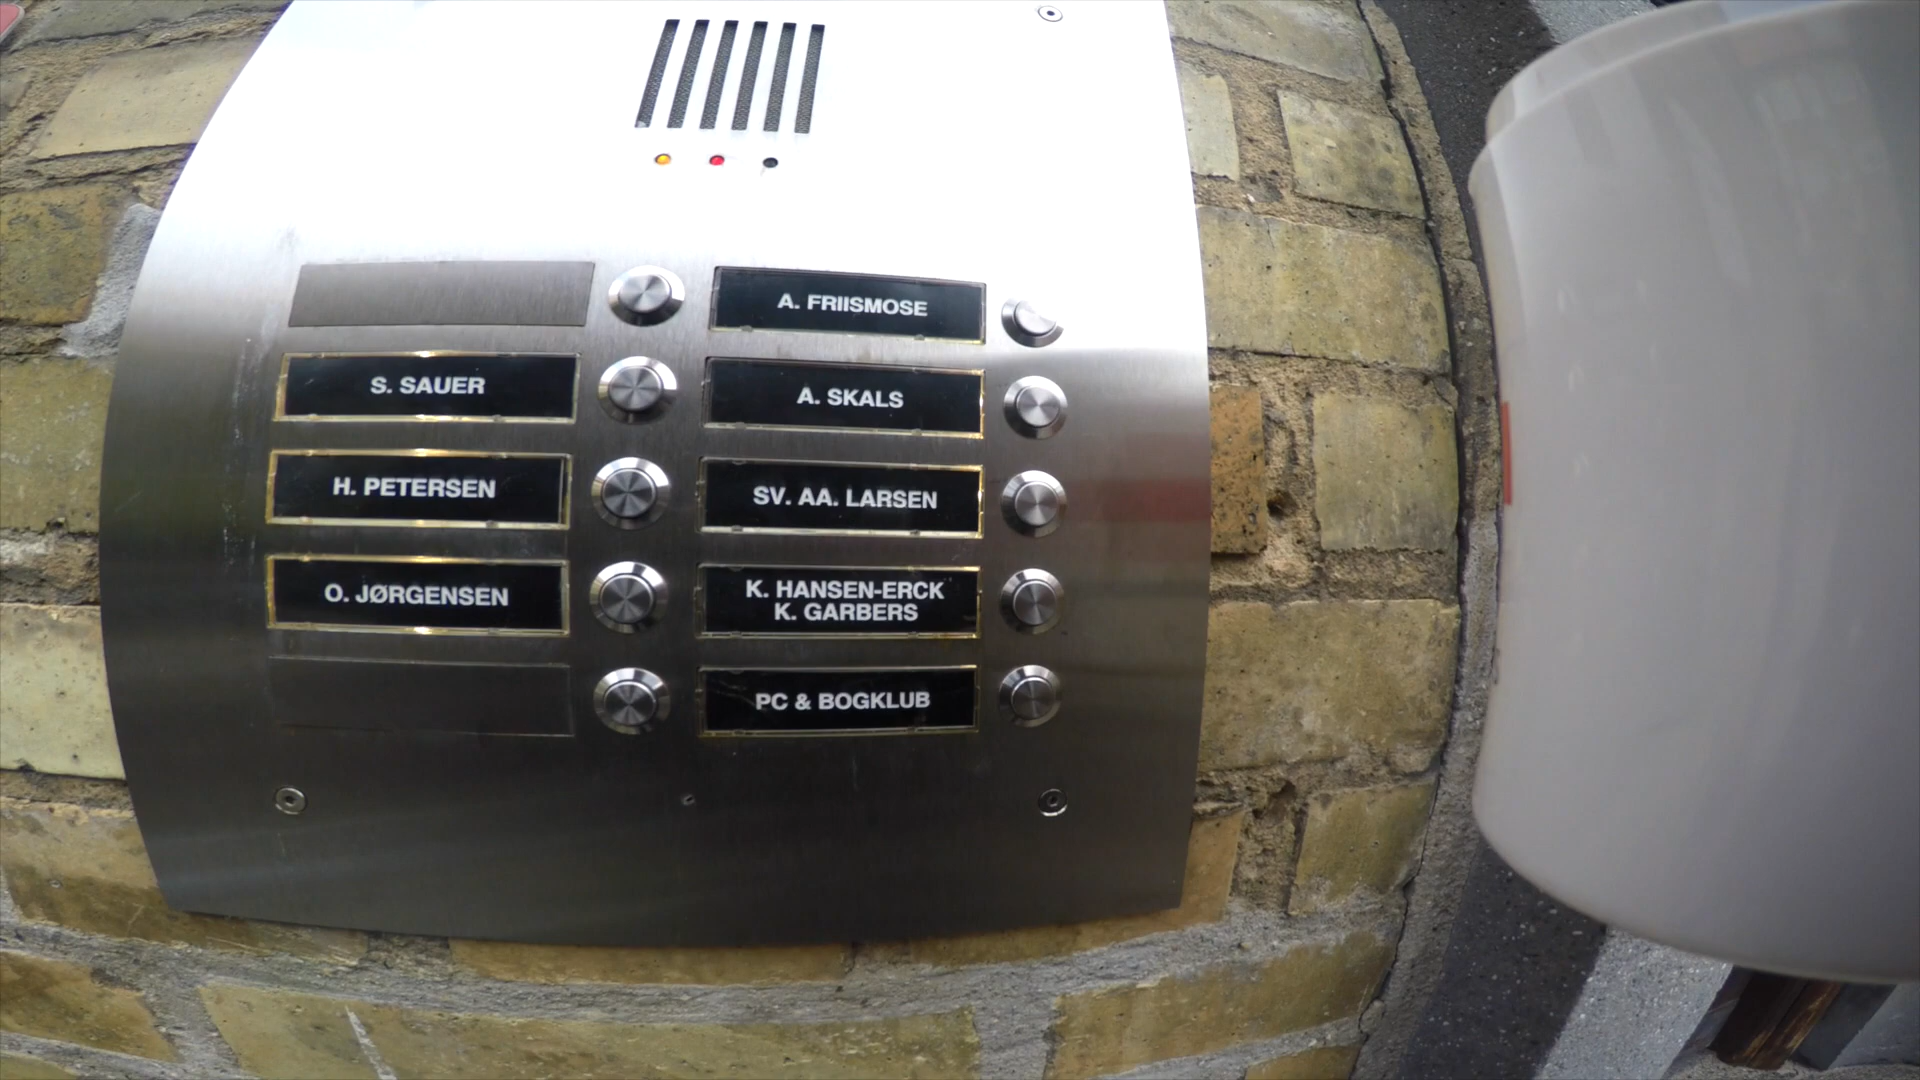 A. FRIISMOSE
S. SAUER
A. SKALS
H. PETERSEN
SV. AA. LARSEN
O. JØRGENSEN
K. HANSEN-ERCK
K. GARBERS
PC & BOGKLUB